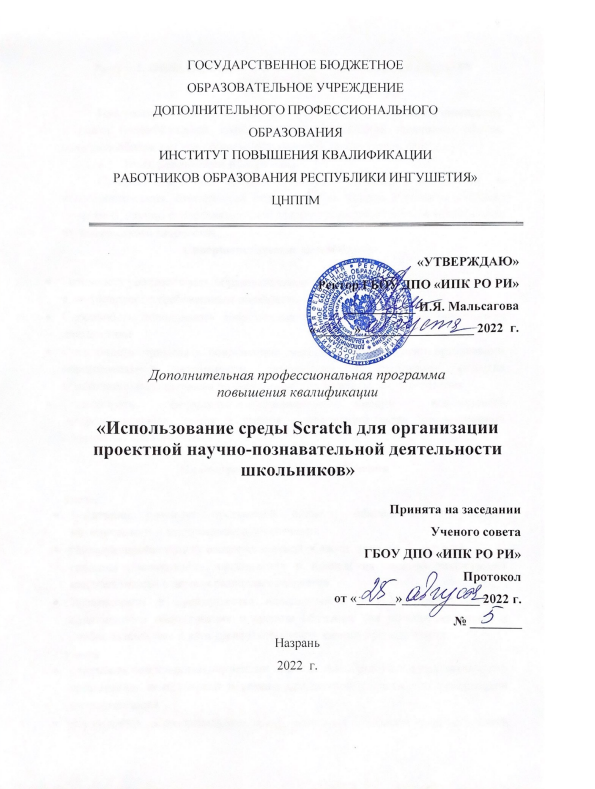 ГОСУДАРСТВЕННОЕ БЮДЖЕТНОЕ
ОБРАЗОВАТЕЛЬНОЕ УЧРЕЖДЕНИЕ
ДОПОЛНИТЕЛЬНОГО ПРОФЕССИОНАЛЬНОГО
ОБРАЗОВАНИЯ
ИНСТИТУТ ПОВЫШЕНИЯ КВАЛИФИКАЦИИ
РАБОТНИКОВ ОБРАЗОВАНИЯ РЕСПУБЛИКИ ИНГУШЕТИЯ»
ЦНППМ
«УТВЕРЖДАЮ»
Ректор ГБОУ ДПО «ИПК РО РИ»
И.Я. Мальсагова
августа 2022 г.
Дополнительная профессиональная программа
повышения квалификации
«Использование среды Scratch для организации
проектной научно-познавательной деятельности
школьников»
Принята на заседании
Ученого совета
ГБОУ ДПО «ИПК РО РИ»
Протокол
от «25» августа 2022 г.
№ 5
Назрань
2022 г.